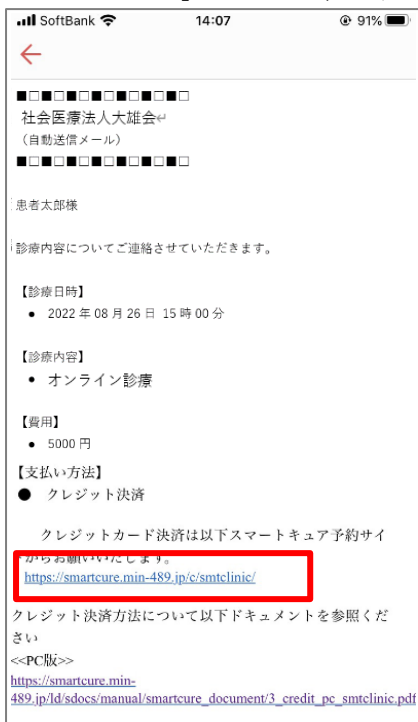 SoftBank 14:07 91%
■□■□■□■□■□■□■□
社会医療法人大雄会↵
（自動送信メール）
■□■□■□■□■□■□■□
患者太郎様
診療内容についてご連絡させていただきます。
【診療日時】
● 2022 年 08 月 26 日 15 時 00 分
【診療内容】
● オンライン診療
【費用】
● 5000 円
【支払い方法】
● クレジット決済
クレジットカード決済は以下スマートキュア予約サイ
からお願いいたします。
https://smartcure.min-489.jp/c/smtclinic/
クレジット決済方法について以下ドキュメントを参照くだ
さい
<<PC版>>
https://smartcure.min-
489.jp/ld/sdocs/manual/smartcure_document/3_credit_pc_smtclinic.pdf